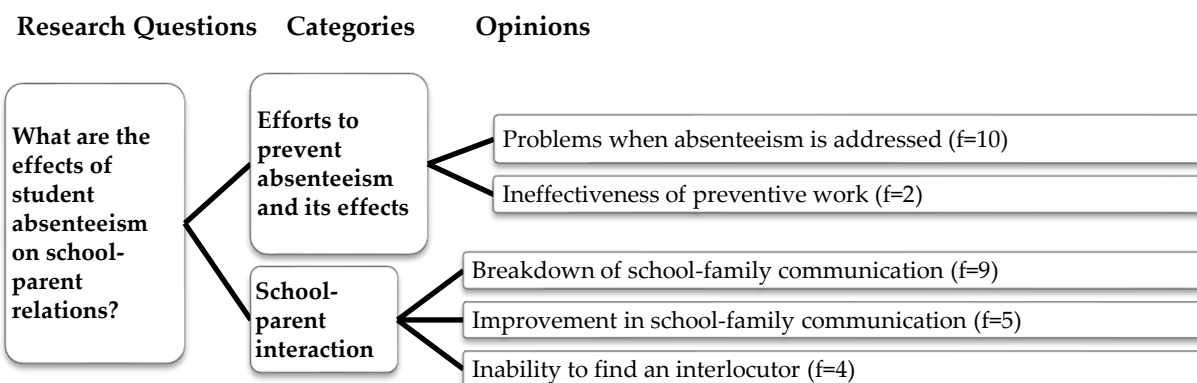 Research Questions Categories Opinions
What are the
effects of
student
absenteeism
on school-
parent
relations?
Efforts to
prevent
absenteeism
and its effects
Problems when absenteeism is addressed (f=10)
Ineffectiveness of preventive work (f=2)
School-
parent
interaction
Breakdown of school-family communication (f=9)
Improvement in school-family communication (f=5)
Inability to find an interlocutor (f=4)